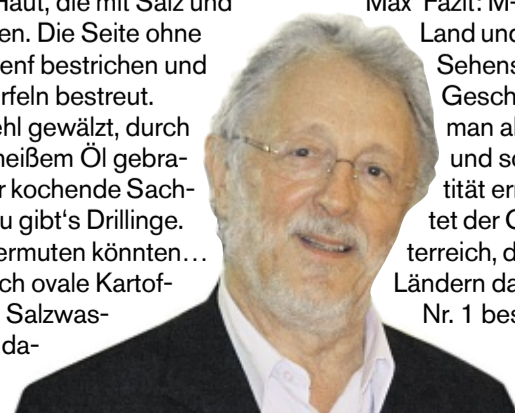 Haut, die mit Salz und
en. Die Seite ohne
enf bestrichen und
rfeln bestreut.
ehl gewälzt, durch
heißem Öl gebra-
r kochende Sach-
u gibt's Drillinge.
ermuten könnten…
ch ovale Kartof-
Salzwas-
da-
Max' Fazit: M-
Land und
Sehens
Gesch
man al
und so
tität er
tet der G
terreich, d
Ländern da
Nr. 1 bes